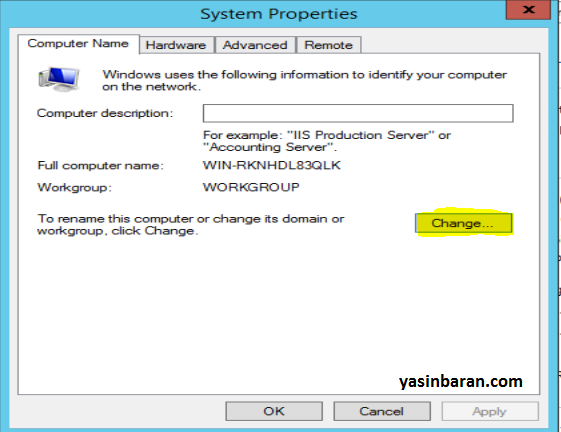 System Properties
x
Computer Name
Hardware
Advanced
Remote
Windows uses the following information to identify your computer
on the network.
Computer description:
For example: "IIS Production Server" or
"Accounting Server".
Full computer name:
WIN-RKNHDL83QLK
Workgroup:
WORKGROUP
To rename this computer or change its domain or
workgroup, click Change.
Change...
yasinbaran.com
OK
Cancel
Apply